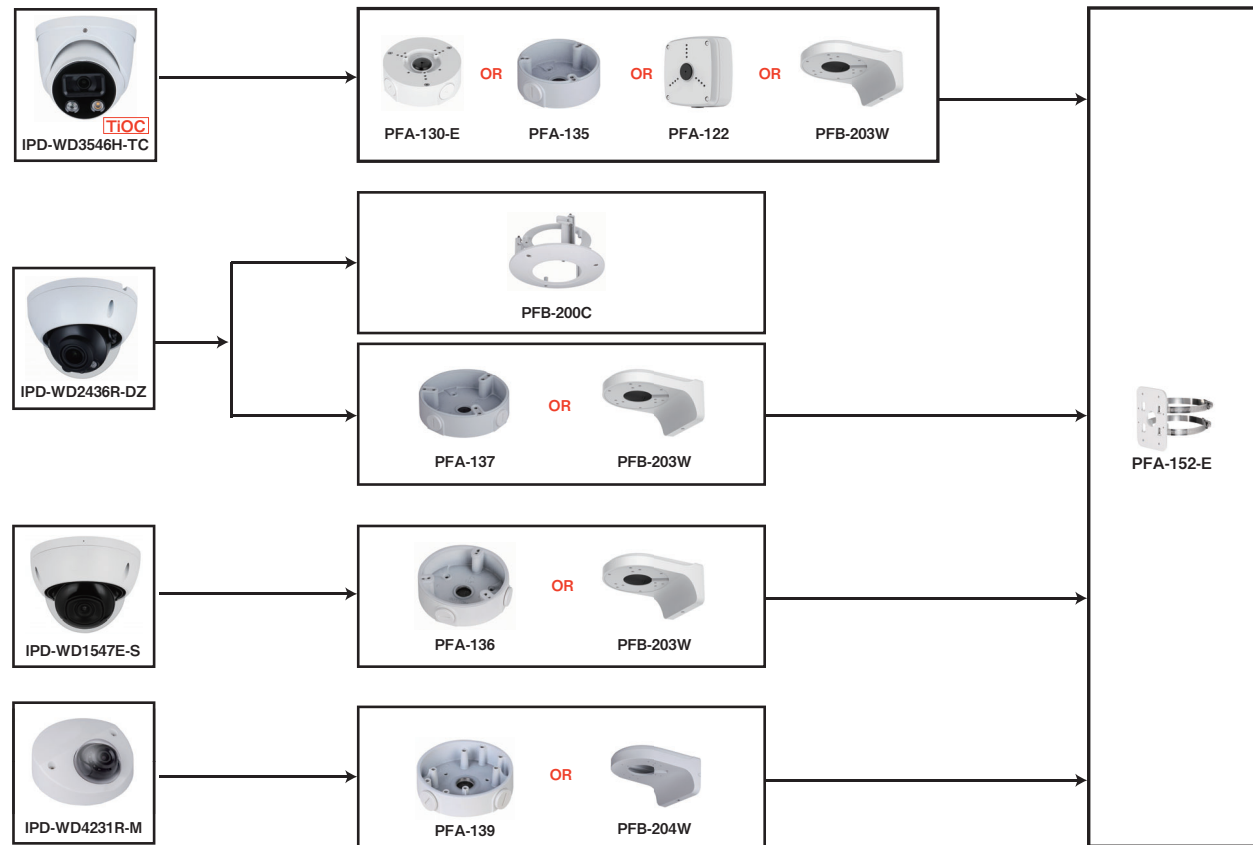 OR
OR
OR
PFA-130-E
PFA-135
PFA-122
PFB-203W
TiOC
IPD-WD3546H-TC
PFB-200C
IPD-WD2436R-DZ
OR
PFA-137
PFB-203W
PFA-152-E
OR
IPD-WD1547E-S
PFA-136
PFB-203W
OR
IPD-WD4231R-M
PFA-139
PFB-204W